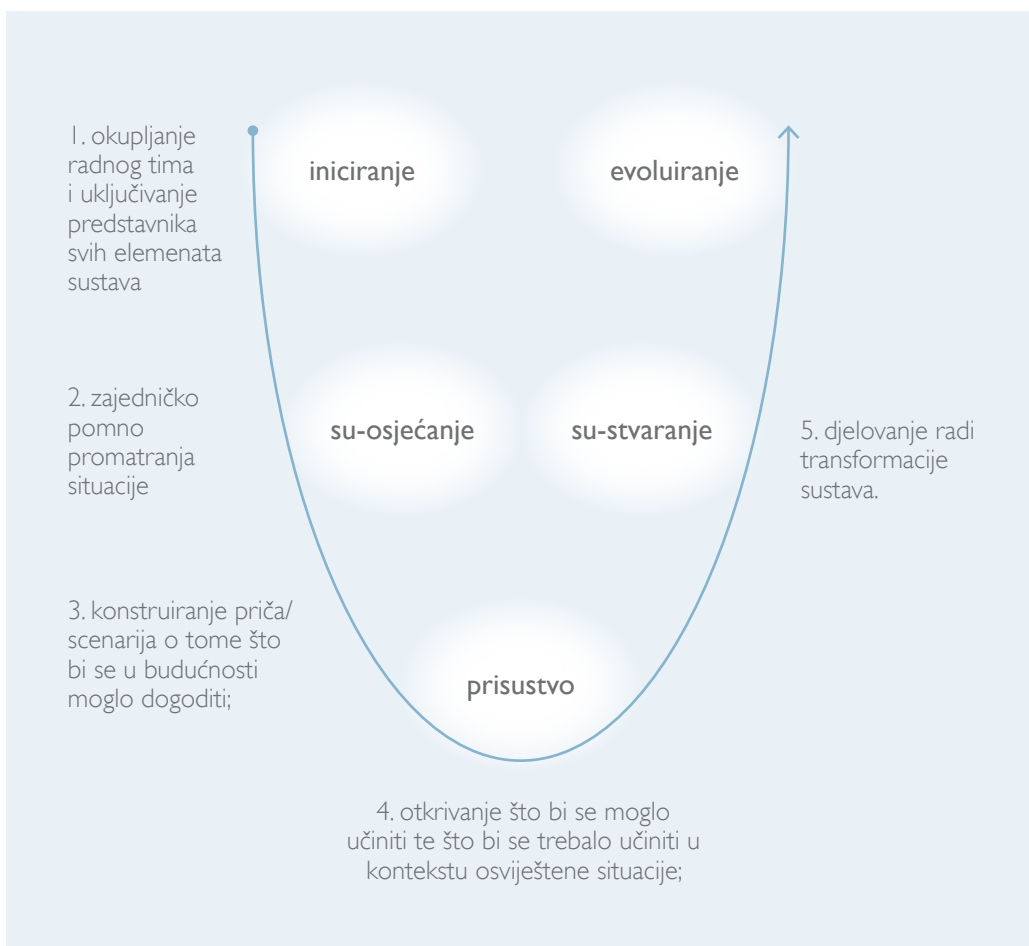 1. okupljanje
radnog tima
i uključivanje
predstavnika
svih elemenata
sustava
iniciranje
evoluiranje
2. zajedničko
pomno
promatranja
situacije
su-osjećanje
su-stvaranje
5. djelovanje radi
transformacije
sustava.
3. konstruiranje priča/
scenarija o tome što
bi se u budućnosti
moglo dogoditi;
prisustvo
4. otkrivanje što bi se moglo
učiniti te što bi se trebalo učiniti u
kontekstu osviještene situacije;